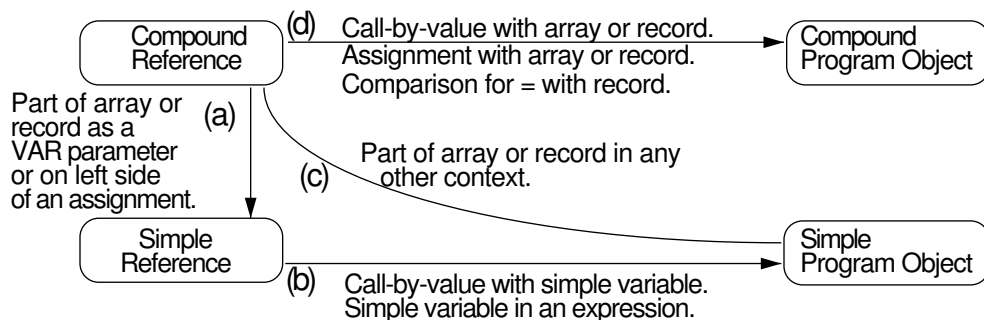 (d)
Compound
Reference
Call-by-value with array or record.
Assignment with array or record.
Comparison for = with record.
Compound
Program Object
Part of array or
record as a
VAR parameter
or on left side
of an assignment.
(a)
(c)
Part of array or record in any
other context.
Simple
Reference
Simple
Program Object
(b)
Call-by-value with simple variable.
Simple variable in an expression.